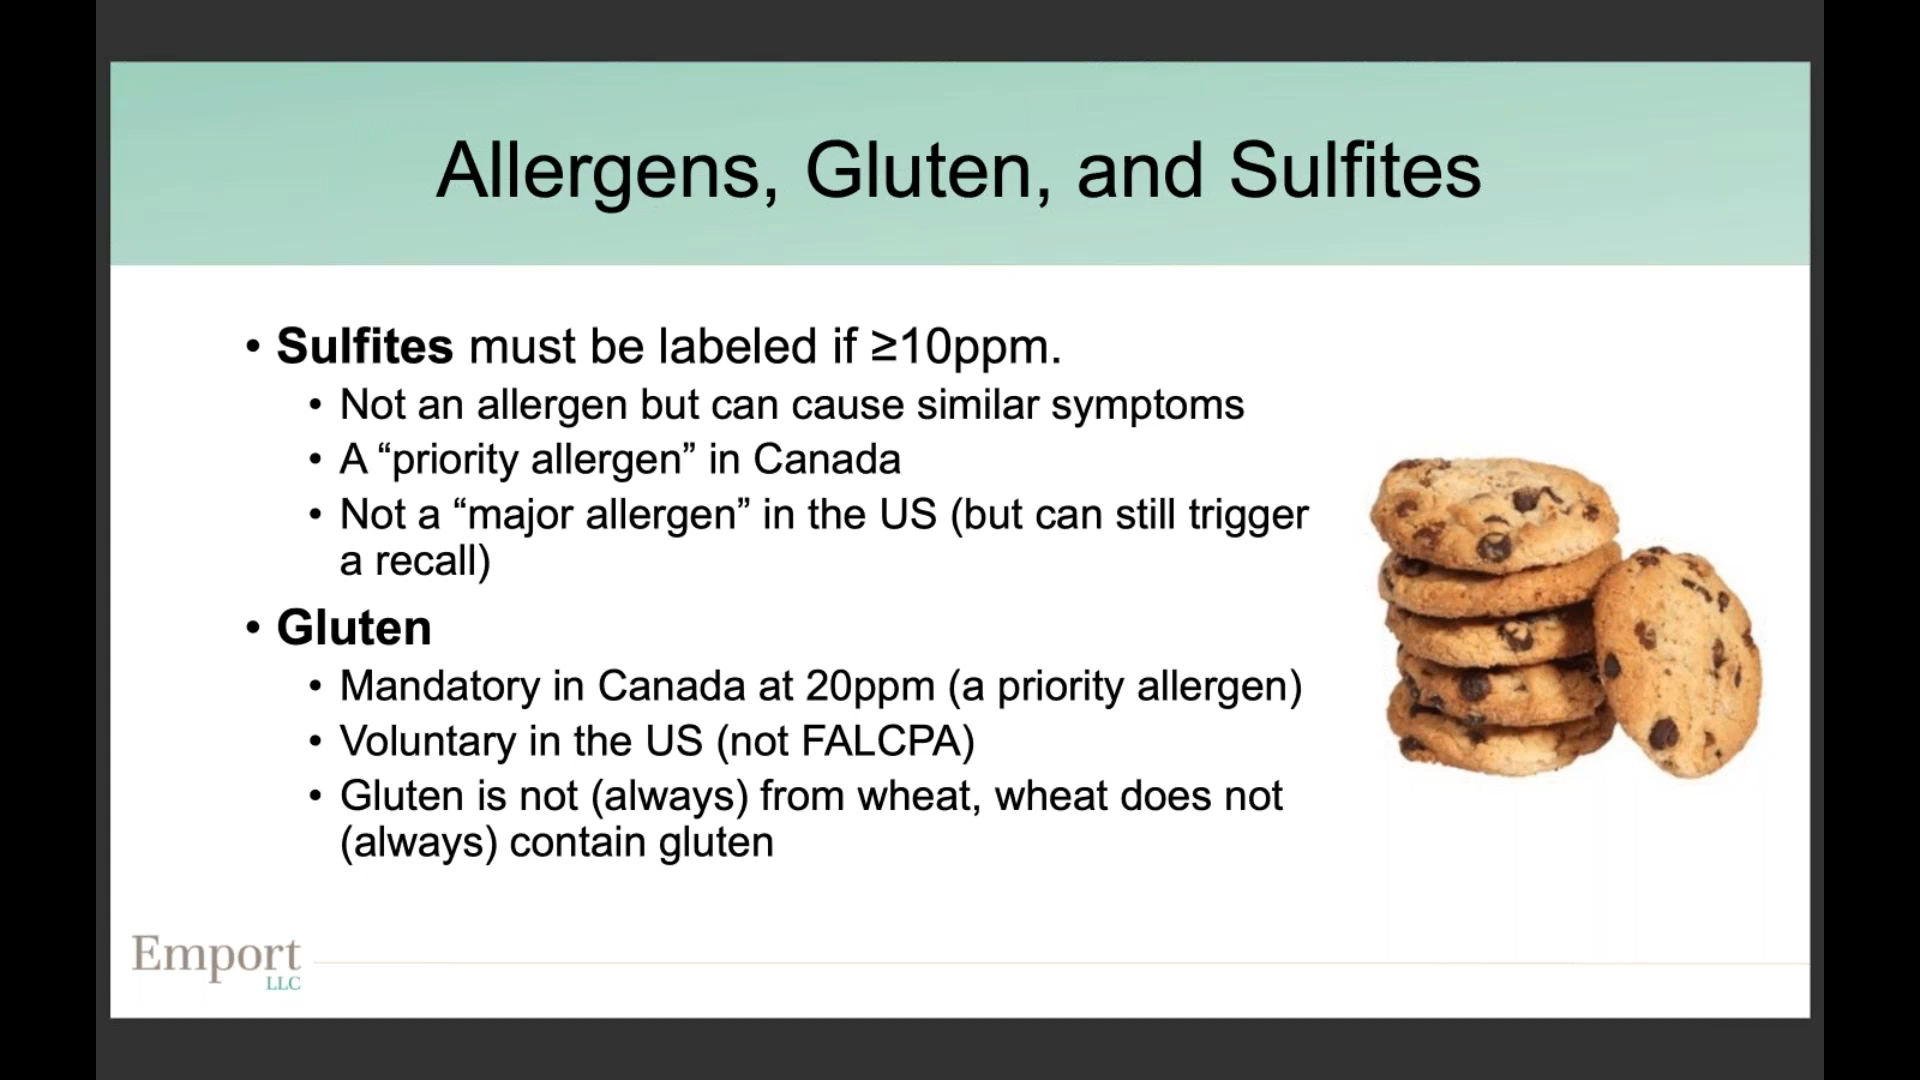 Allergens, Gluten, and Sulfites
• Sulfites must be labeled if ≥10ppm.
• Not an allergen but can cause similar symptoms
• A “priority allergen” in Canada
• Not a “major allergen” in the US (but can still trigger
a recall)
• Gluten
• Mandatory in Canada at 20ppm (a priority allergen)
• Voluntary in the US (not FALCPA)
• Gluten is not (always) from wheat, wheat does not
(always) contain gluten
Emport
LLC